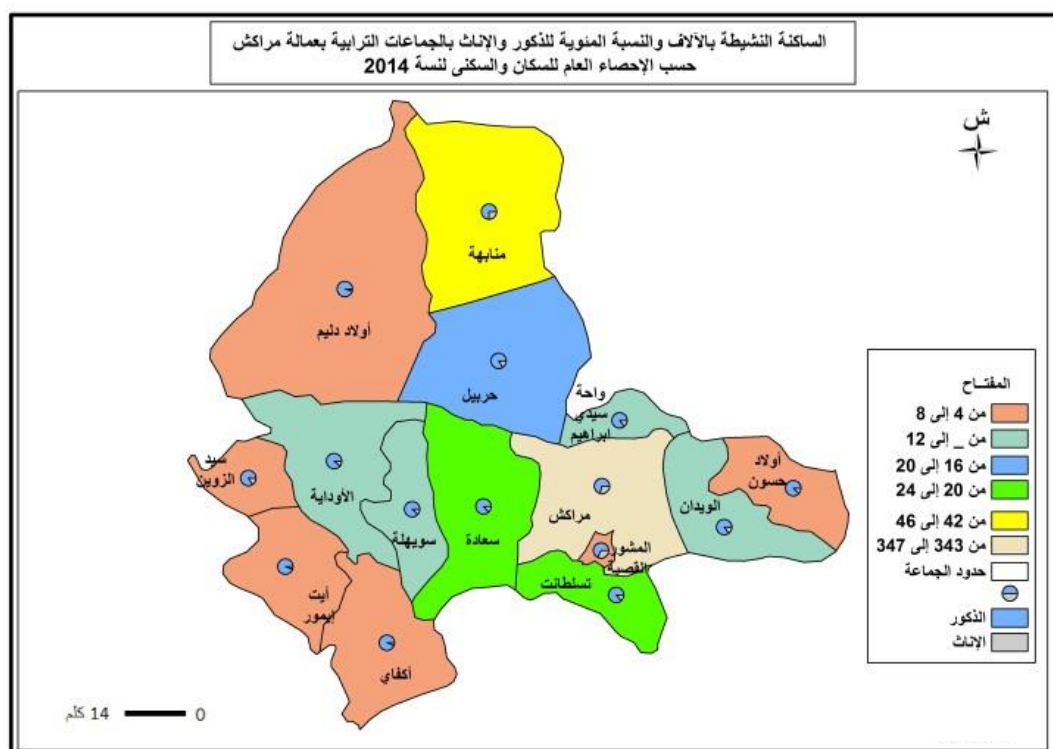 الساكنة النشيطة بالآلاف والنسبة المئوية للذكور والإناث بالجماعات الترابية بعمالة مراكش
حسب الإحصاء العام للسكان والسكنى لنسة 2014
ش
منابهة
أولاد دليم
حربيل
واحة
سيدي
ابراهيم
سيد
الزوين
الأوداية
سويهلة
سعادة
مراكش
المشور
القصبة
الويدان
أولاد
حسون
تسلطانت
أيت
إيمور
أكفاي
المفتــاح
من 4 إلى 8
من _ إلى 12
من 16 إلى 20
من 20 إلى 24
من 42 إلى 46
من 343 إلى 347
حدود الجماعة
الذكور
الإناث
0 14 كلم